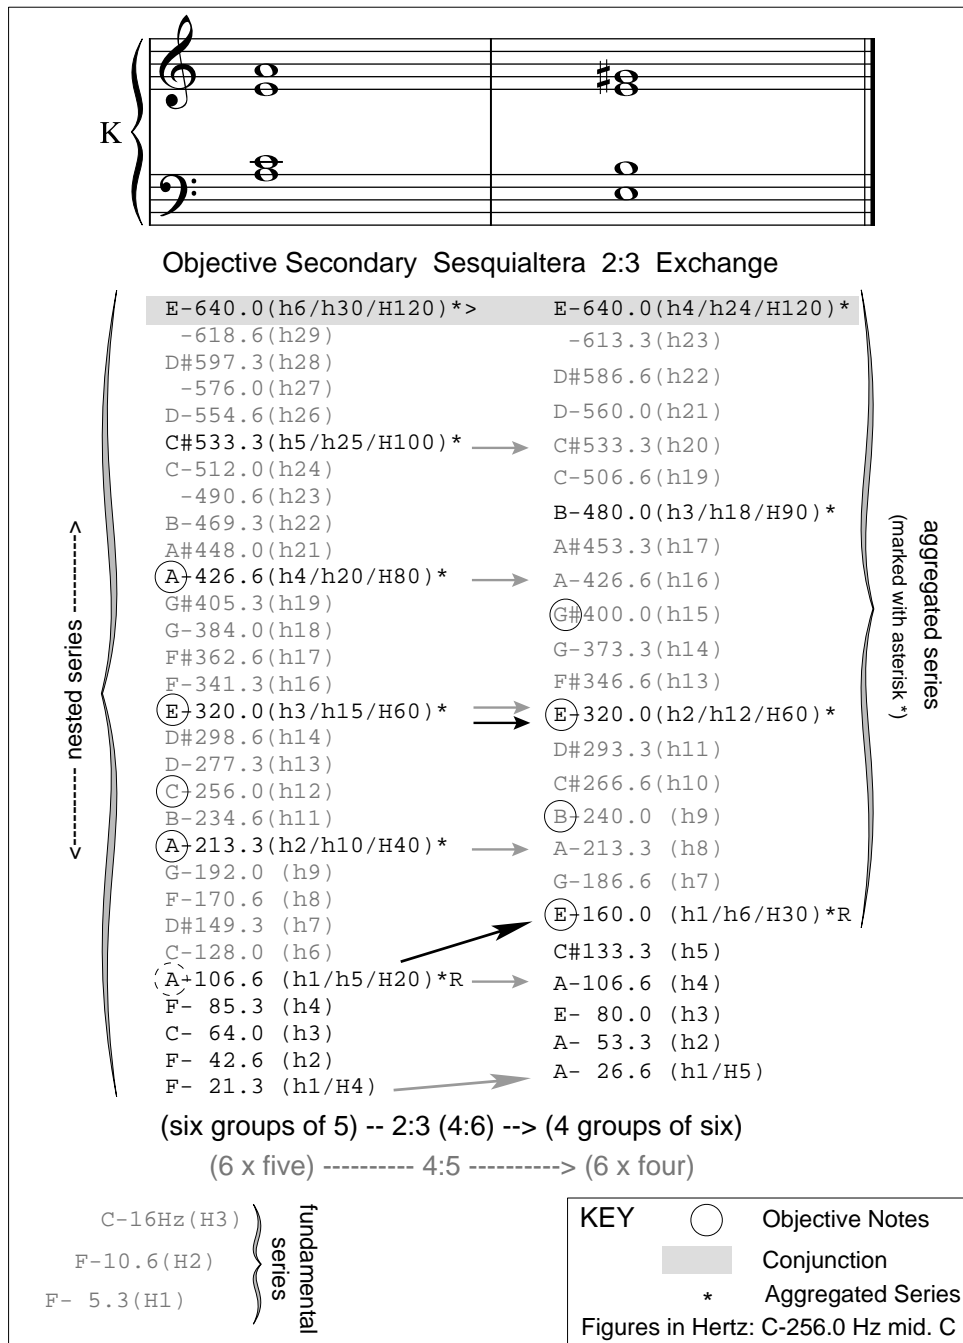 K
Objective Secondary Sesquialtera 2:3 Exchange
E-640.0(h6/h30/H120)*> E-640.0(h4/h24/H120)*
-618.6(h29) -613.3(h23)
D#597.3(h28) D#586.6(h22)
-576.0(h27)
D-554.6(h26) D-560.0(h21)
C#533.3(h5/h25/H100)* C#533.3(h20)
C-512.0(h24) C-506.6(h19)
-490.6(h23)
B-469.3(h22) B-480.0(h3/h18/H90)*
A#448.0(h21) A#453.3(h17)
A-426.6(h4/h20/H80)* A-426.6(h16)
G#405.3(h19) G#400.0(h15)
G-384.0(h18)
F#362.6(h17) G-373.3(h14)
F-341.3(h16) F#346.6(h13)
E-320.0(h3/h15/H60)* E-320.0(h2/h12/H60)*
D#298.6(h14) D#293.3(h11)
D-277.3(h13)
C-256.0(h12) C#266.6(h10)
B-234.6(h11) B-240.0 (h9)
A-213.3(h2/h10/H40)* A-213.3 (h8)
G-192.0 (h9) G-186.6 (h7)
F-170.6 (h8)
D#149.3 (h7) E-160.0 (h1/h6/H30)*R
C-128.0 (h6) C#133.3 (h5)
A-106.6 (h1/h5/H20)*R A-106.6 (h4)
F- 85.3 (h4) E- 80.0 (h3)
C- 64.0 (h3) A- 53.3 (h2)
F- 42.6 (h2) A- 26.6 (h1/H5)
F- 21.3 (h1/H4)
<------- nested series ---------->
aggregated series
(marked with asterisk *)
(six groups of 5) -- 2:3 (4:6) --> (4 groups of six)
(6 x five) ---------- 4:5 ---------> (6 x four)
C-16Hz(H3)
F-10.6(H2)
F- 5.3(H1)
fundamental
series
KEY Objective Notes
Conjunction
* Aggregated Series
Figures in Hertz: C-256.0 Hz mid. C